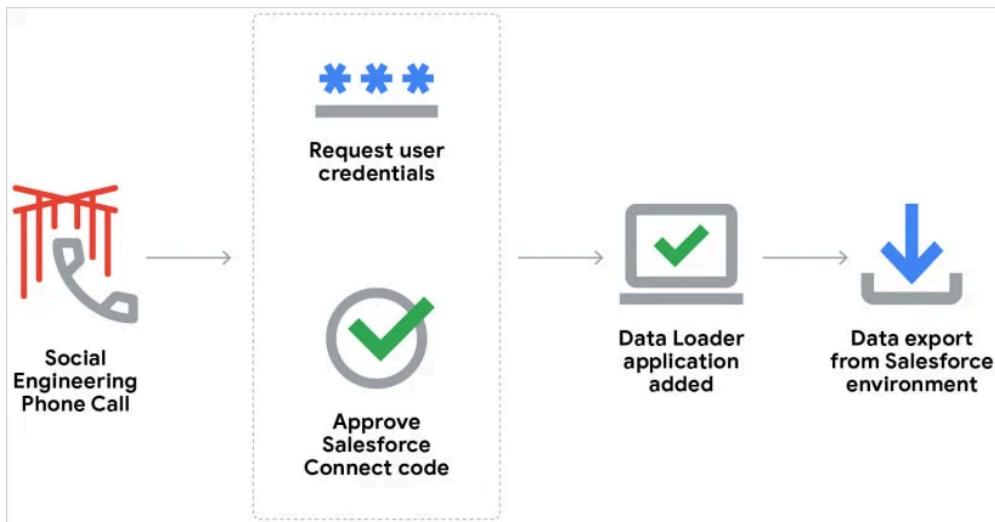 Request user
credentials
Social
Engineering
Phone Call
Approve
Salesforce
Connect code
Data Loader
application
added
Data export
from Salesforce
environment